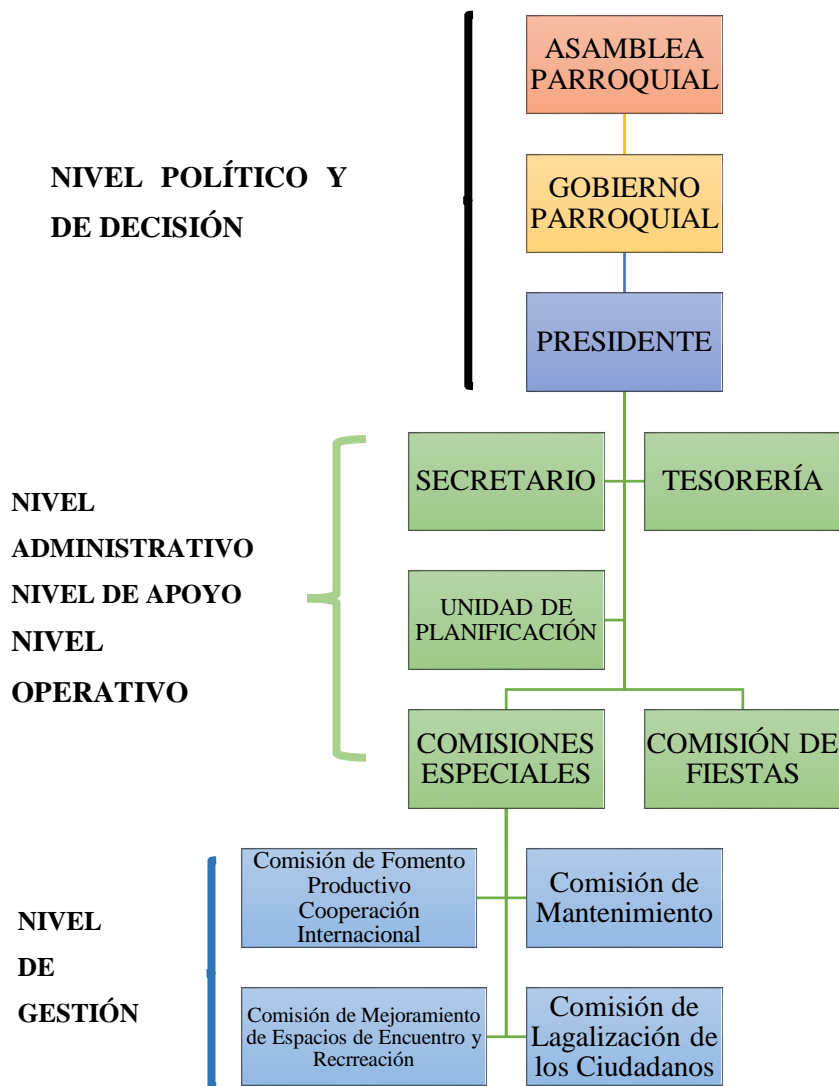 ASAMBLEA
PARROQUIAL
NIVEL POLÍTICO Y
DE DECISIÓN
GOBIERNO
PARROQUIAL
PRESIDENTE
SECRETARIO
TESORERÍA
NIVEL
ADMINISTRATIVO
NIVEL DE APOYO
NIVEL
OPERATIVO
UNIDAD DE
PLANIFICACIÓN
COMISIONES
ESPECIALES
COMISIÓN DE
FIESTAS
NIVEL
DE
GESTIÓN
Comisión de Fomento
Productivo
Cooperación
Internacional
Comisión de
Mantenimiento
Comisión de Mejoramiento
de Espacios de Encuentro y
Recrreación
Comisión de
Lagalización de
los Ciudadanos